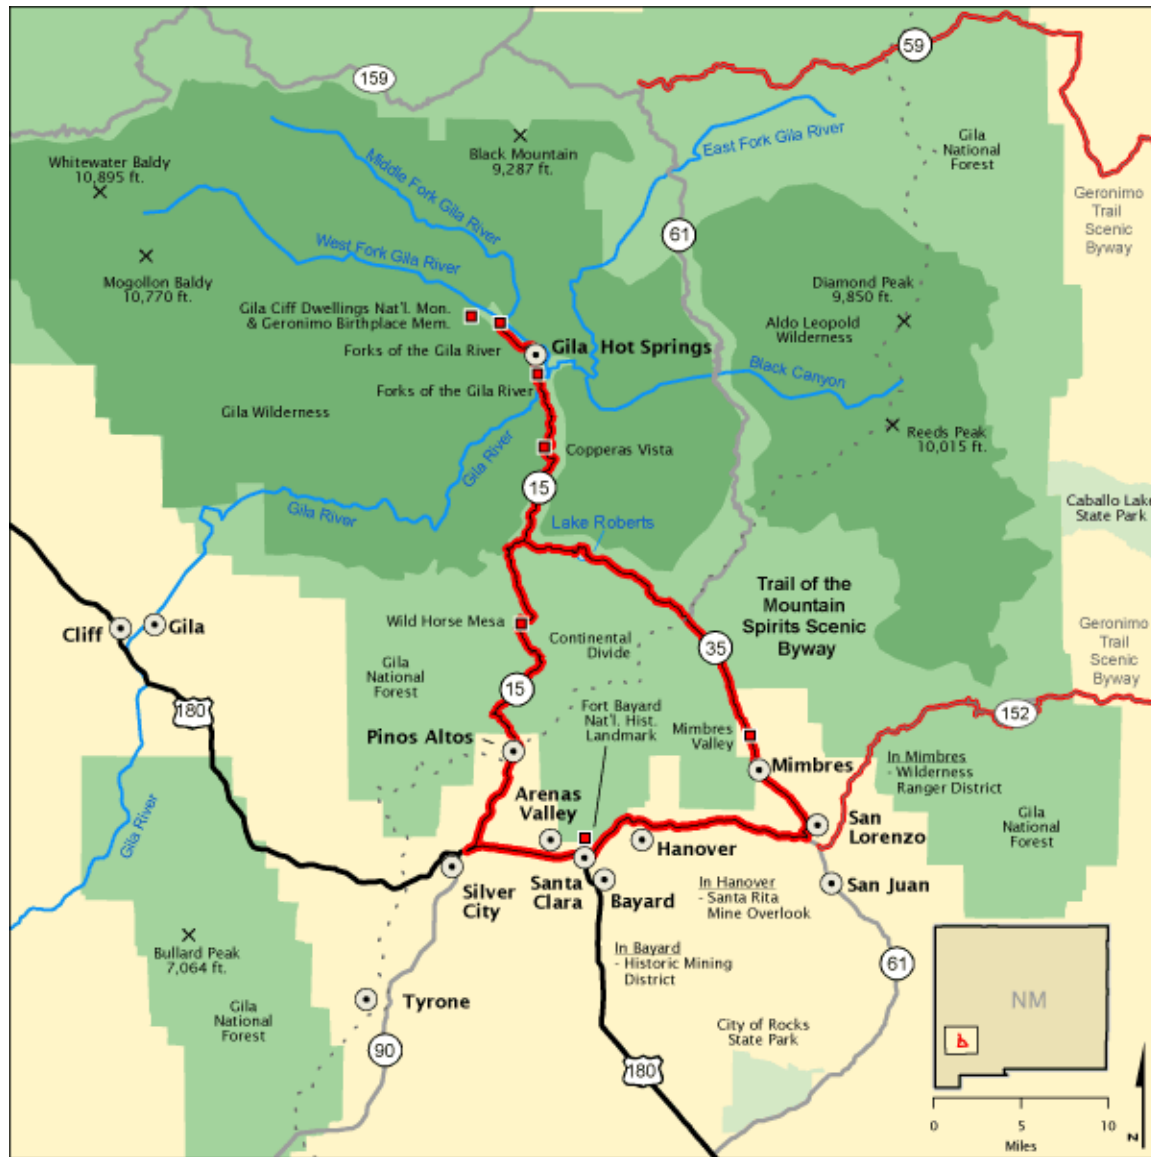 59
159
East Fork Gila River
Black Mountain
9,287 ft.
Gila
National
Forest
Whitewater Baldy
10,895 ft.
Middle Fork Gila River
Geronimo
Trail
Scenic
Byway
61
West Fork Gila River
Mogollon Baldy
10,770 ft.
Diamond Peak
9,850 ft.
Gila Ciff Dwellings Nat'l. Mon.
& Geronimo Birthplace Mem.
Aldo Leopold
Wilderness
Forks of the Gila River
Gila Hot Springs
Black Canyon
Forks of the Gila River
Gila Wilderness
Reeds Peak
10,015 ft.
Gila River
Copperas Vista
15
Gila River
Lake Roberts
Caballo Lake
State Park
Trail of the
Mountain
Spirits Scenic
Byway
Cliff
Gila
Wild Horse Mesa
Continental
Divide
35
Geronimo
Trail
Scenic
Byway
Gila
National
Forest
15
180
Fort Bayard
Nat'l. Hist.
Landmark
152
Pinos Altos
Mimbres
Valley
Mimbres
In Mimbres
- Wilderness
Ranger District
Arenas
Valley
Gila River
San
Lorenzo
Gila
National
Forest
Hanover
Silver
City
Santa
Clara
Bayard
In Hanover
- Santa Rita
Mine Overlook
San Juan
Bullard Peak
7,064 ft.
In Bayard
- Historic Mining
District
61
Tyrone
Gila
National
Forest
NM
City of Rocks
State Park
90
180
0 5 10
Miles
N